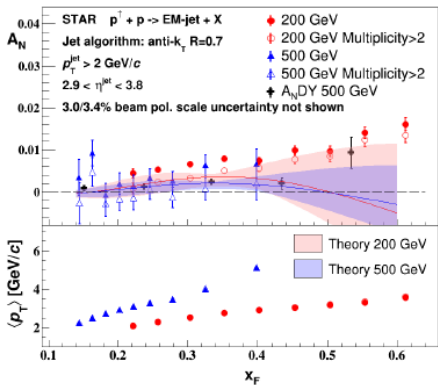 STAR p↑ + p -> EM-jet + X
Jet algorithm: anti-k_T R=0.7
p_T^jet > 2 GeV/c
2.9 < η^jet < 3.8
3.0/3.4% beam pol. scale uncertainty not shown
200 GeV
200 GeV Multiplicity>2
500 GeV
500 GeV Multiplicity>2
A_NDY 500 GeV
A_N
0.04
0.03
0.02
0.01
0
Theory 200 GeV
Theory 500 GeV
⟨p_T⟩ [GeV/c]
6
4
2
0.1 0.2 0.3 0.4 0.5 0.6
x_F